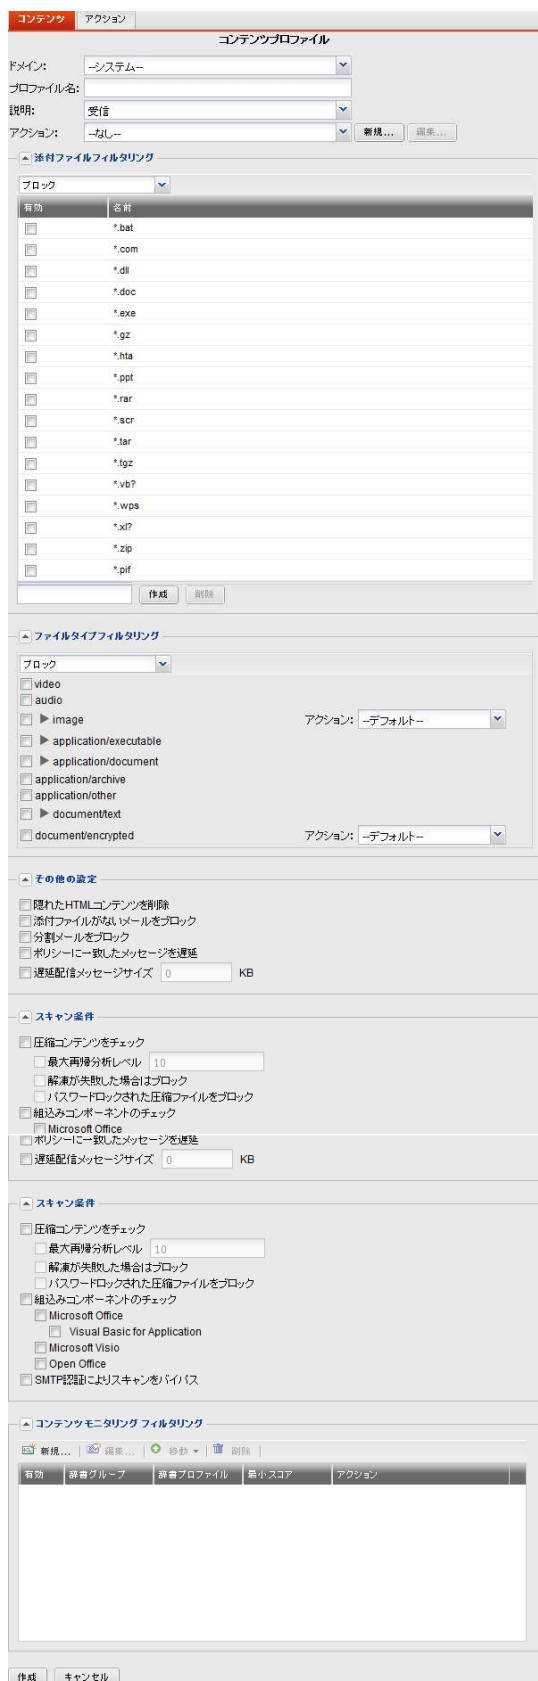 コンテンツ アクション
コンテンツプロファイル
ドメイン: --システム--
プロファイル名:
説明: 受信
アクション: --なし-- 新規... 編集...
添付ファイルフィルタリング
ブロック
有効 名前
*.bat
*.com
*.dll
*.doc
*.exe
*.gz
*.hta
*.ppt
*.rar
*.scr
*.tar
*.tgz
*.vb?
*.wps
*.xl?
*.zip
*.pif
作成 削除
ファイルタイプフィルタリング
ブロック
video
audio
image アクション: --デフォルト--
application/executable
application/document
application/archive
application/other
document/text
document/encrypted アクション: --デフォルト--
その他の設定
隠れたHTMLコンテンツを削除
添付ファイルがないメールをブロック
分割メールをブロック
ポリシーに一致したメッセージを遅延
遅延配信メッセージサイズ 0 KB
スキャン条件
圧縮コンテンツをチェック
最大再帰分析レベル 10
解凍が失敗した場合はブロック
パスワードロックされた圧縮ファイルをブロック
組込みコンポーネントのチェック
Microsoft Office
ポリシーに一致したメッセージを遅延
遅延配信メッセージサイズ 0 KB
スキャン条件
圧縮コンテンツをチェック
最大再帰分析レベル 10
解凍が失敗した場合はブロック
パスワードロックされた圧縮ファイルをブロック
組込みコンポーネントのチェック
Microsoft Office
Visual Basic for Application
Microsoft Visio
Open Office
SMTP認証によりスキャンをバイパス
コンテンツモニタリング フィルタリング
新規... 編集... 移動 削除
有効 辞書グループ 辞書プロファイル 最小スコア アクション
作成 キャンセル